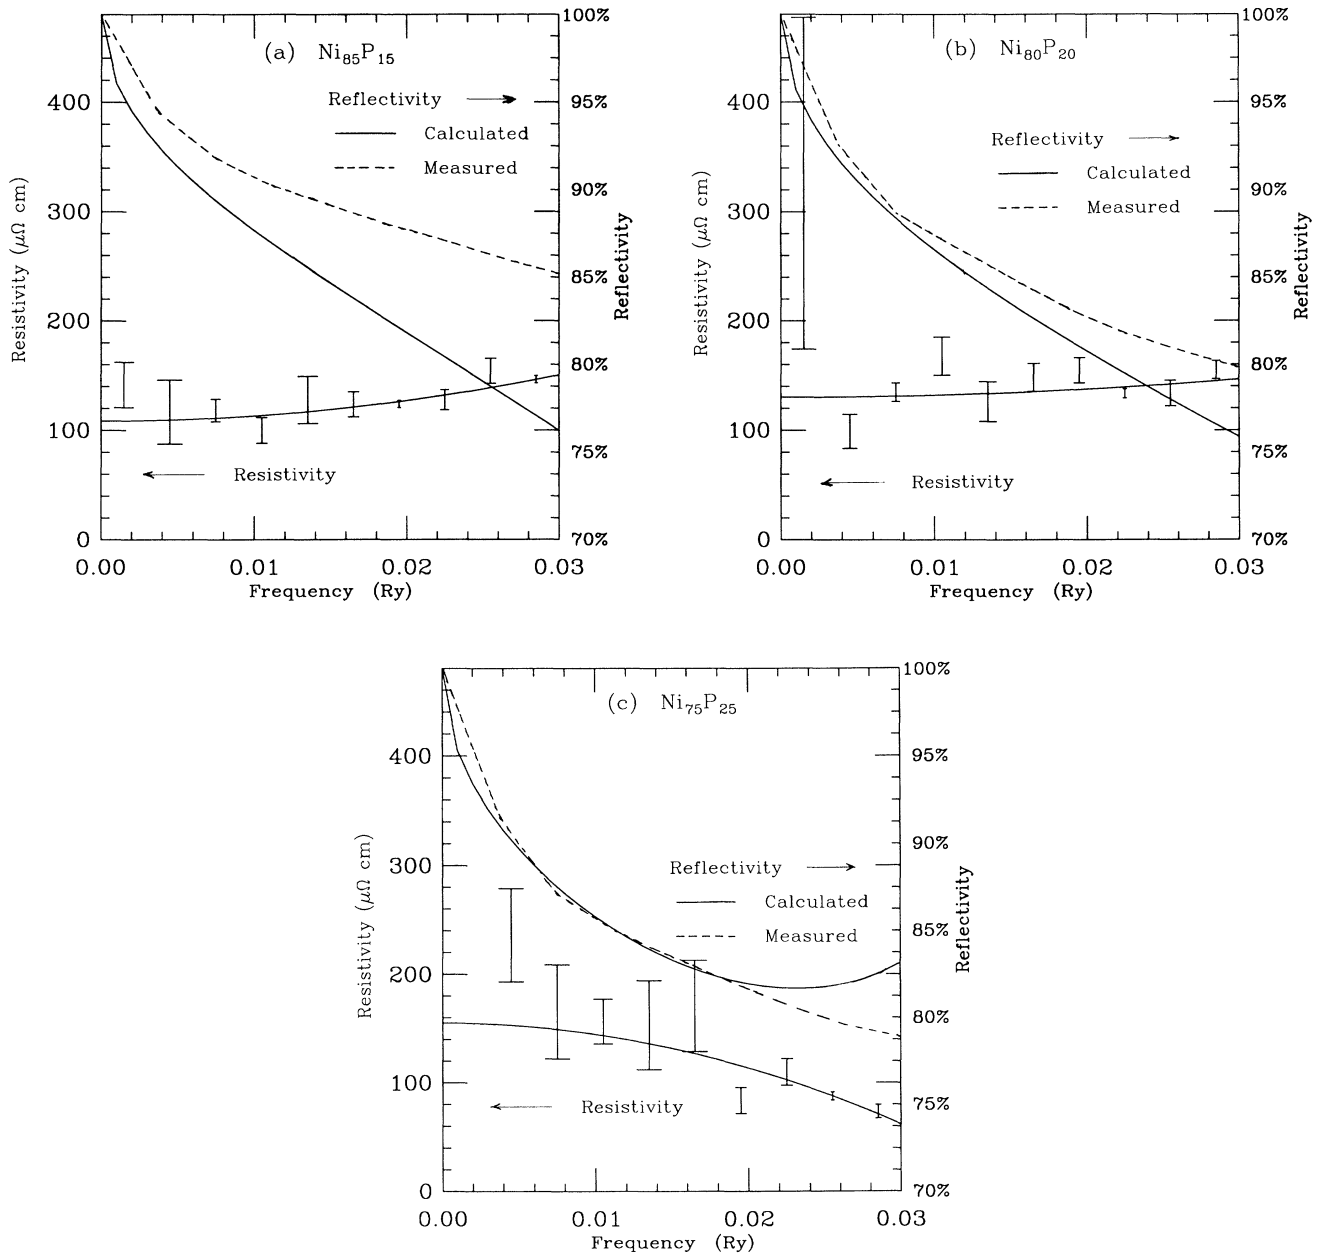 (a) Ni85P15
Reflectivity
Calculated
Measured
Resistivity
400
300
200
100
0
100%
95%
90%
85%
80%
75%
70%
0.00 0.01 0.02 0.03
Frequency (Ry)
Resistivity (μΩ cm)
Reflectivity
(b) Ni80P20
Reflectivity
Calculated
Measured
Resistivity
400
300
200
100
0
100%
95%
90%
85%
80%
75%
70%
0.00 0.01 0.02 0.03
Frequency (Ry)
Resistivity (μΩ cm)
Reflectivity
(c) Ni75P25
Reflectivity
Calculated
Measured
Resistivity
400
300
200
100
0
100%
95%
90%
85%
80%
75%
70%
0.00 0.01 0.02 0.03
Frequency (Ry)
Resistivity (μΩ cm)
Reflectivity